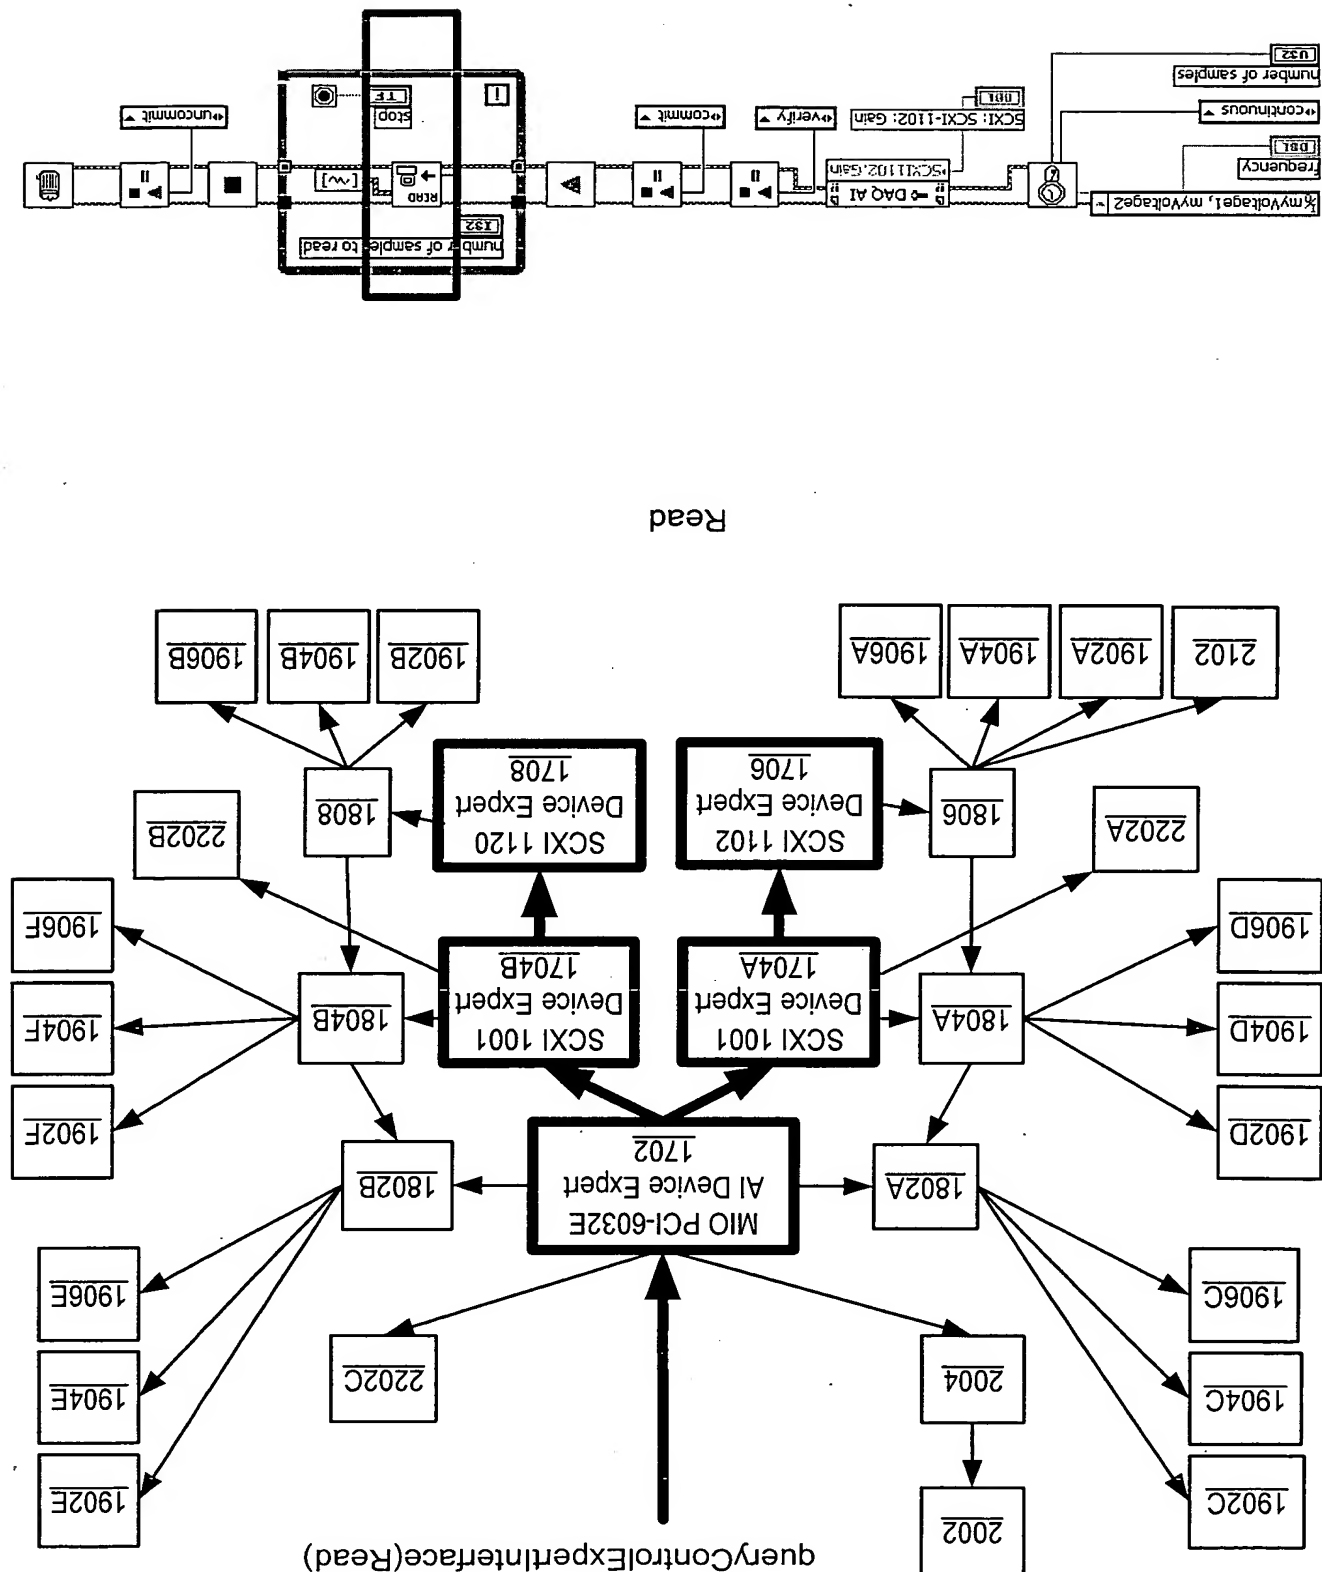 queryControlExpertInterface(Read)
2002
1902C
1902E
1904C
2004
2202C
1904E
1906C
1906E
MIO PCI-6032E
AI Device Expert
1702
1802A
1802B
1902D
1902F
1904D
1904F
1906D
1906F
1804A
SCXI 1001
Device Expert
1704A
SCXI 1001
Device Expert
1704B
1804B
2202A
2202B
1806
SCXI 1102
Device Expert
1706
SCXI 1120
Device Expert
1708
1808
2102
1902A
1904A
1906A
1902B
1904B
1906B
Read
number of samples to read
I32
myVoltage1, myVoltage2
DAQ AI
SCXI1102.Gain
READ
[~]
frequency
DBL
continuous
number of samples
U32
SCXI: SCXI-1102: Gain
DBL
verify
commit
i
stop
TF
uncommit